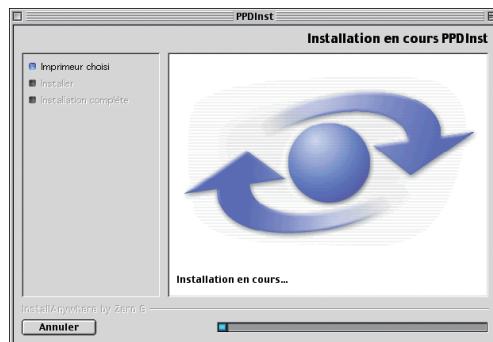 PPDInst
Installation en cours PPDInst
Imprimeur choisi
Installer
Installation complète
Installation en cours...
InstallAnywhere by Zero G
Annuler